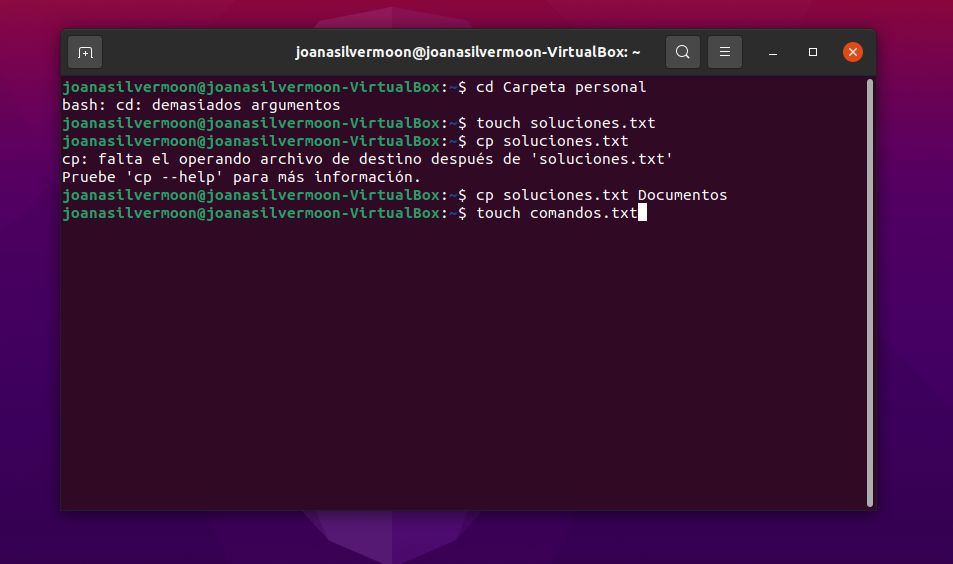 joanasilvermoon@joanasilvermoon-VirtualBox: ~
joanasilvermoon@joanasilvermoon-VirtualBox:~$ cd Carpeta personal
bash: cd: demasiados argumentos
joanasilvermoon@joanasilvermoon-VirtualBox:~$ touch soluciones.txt
joanasilvermoon@joanasilvermoon-VirtualBox:~$ cp soluciones.txt
cp: falta el operando archivo de destino después de 'soluciones.txt'
Pruebe 'cp --help' para más información.
joanasilvermoon@joanasilvermoon-VirtualBox:~$ cp soluciones.txt Documentos
joanasilvermoon@joanasilvermoon-VirtualBox:~$ touch comandos.txt